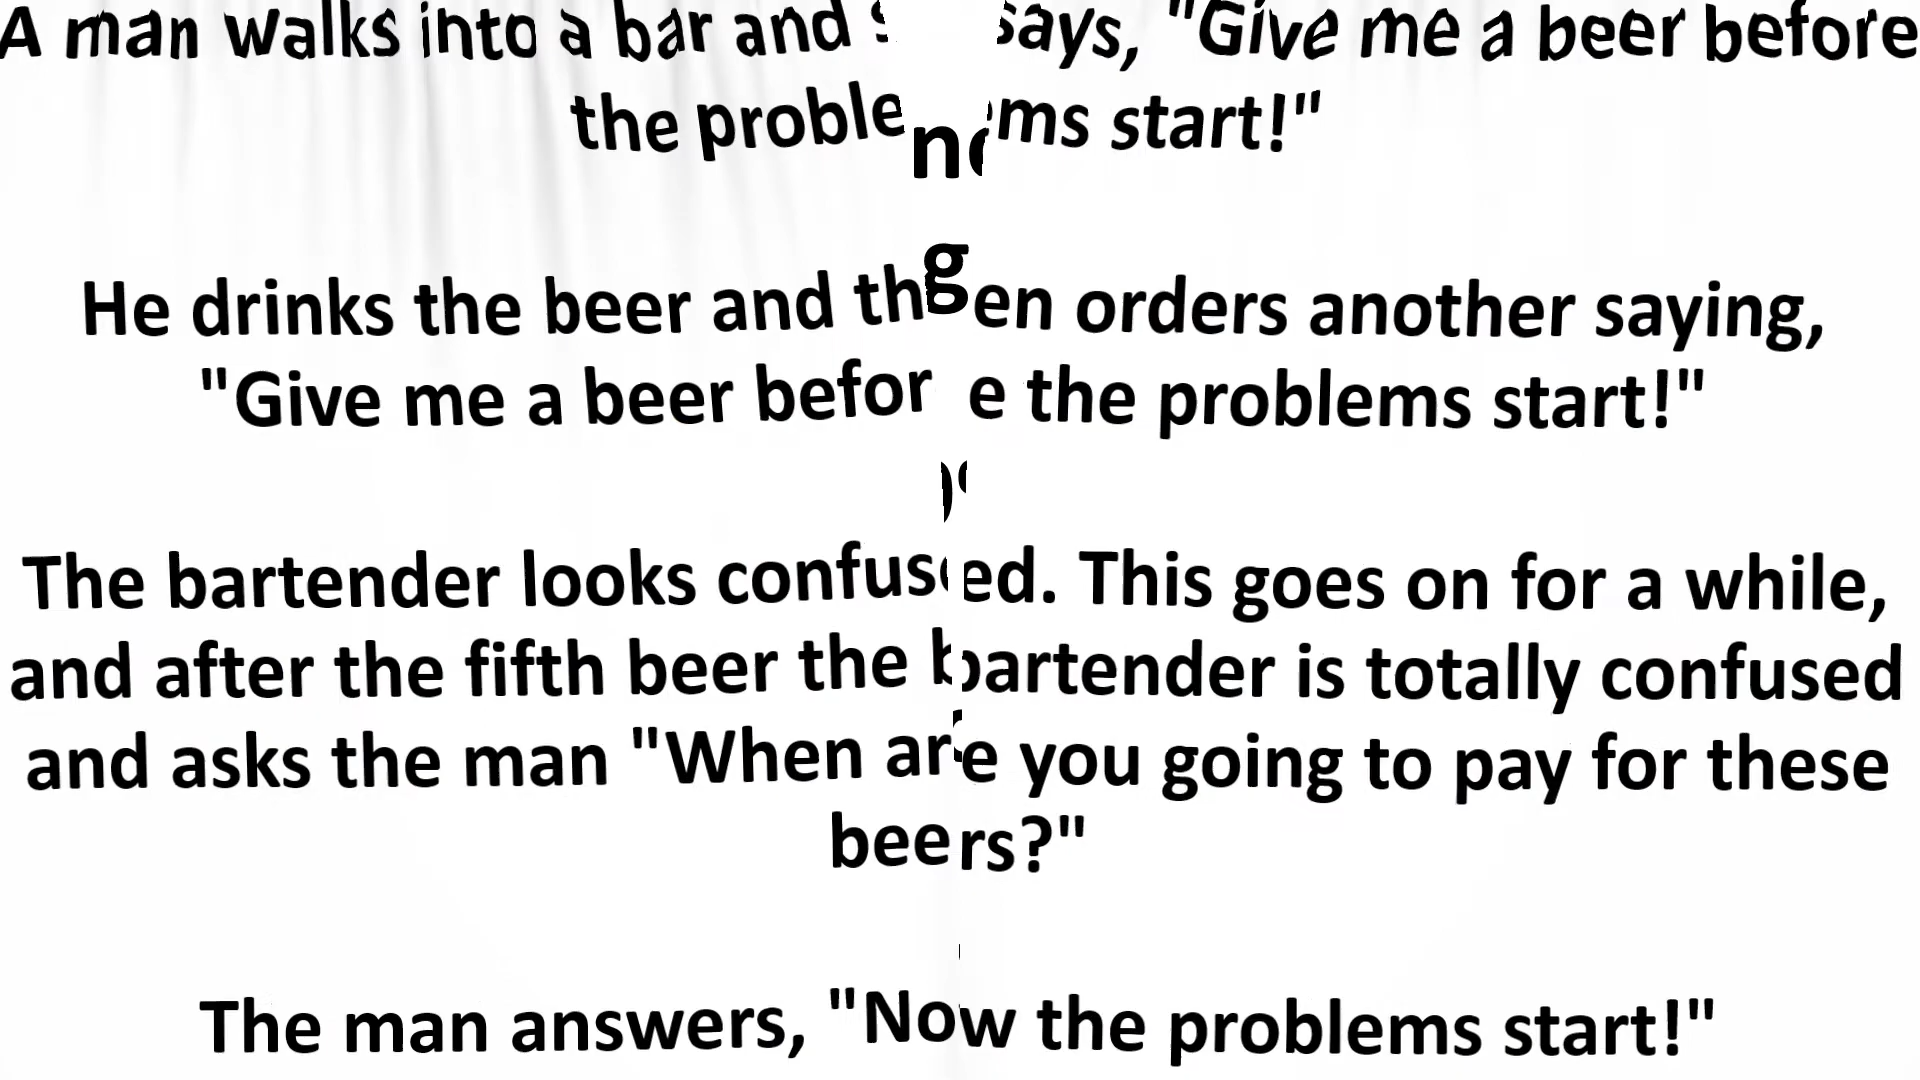 A man walks into a bar and says, "Give me a beer before
the problems start!"
He drinks the beer and then orders another saying,
"Give me a beer before the problems start!"
The bartender looks confused. This goes on for a while,
and after the fifth beer the bartender is totally confused
and asks the man "When are you going to pay for these
beers?"
The man answers, "Now the problems start!"